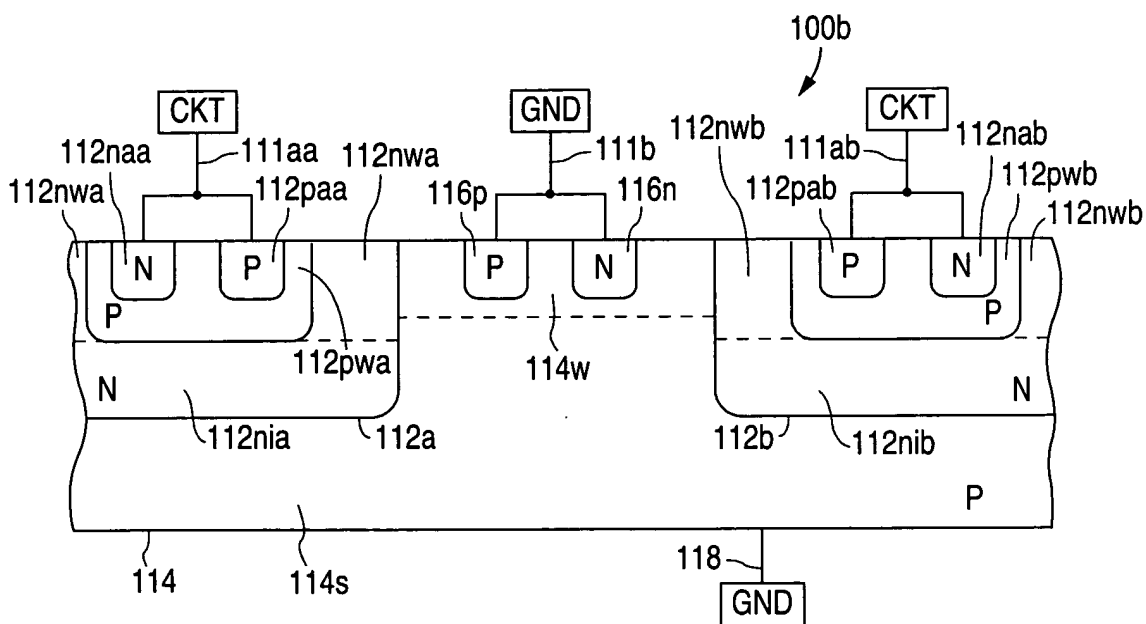 100b
CKT
GND
CKT
112naa
111aa
112nwa
111b
112nwb
111ab
112nab
112nwa
112paa
116p
116n
112pab
112pwb
112nwb
N
P
P
N
P
N
P
P
112pwa
114w
N
N
112nia
112a
112b
112nib
P
118
114
114s
GND